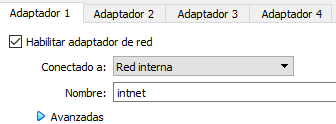 Adaptador 1 Adaptador 2 Adaptador 3 Adaptador 4
Habilitar adaptador de red
Conectado a: Red interna
Nombre: intnet
Avanzadas